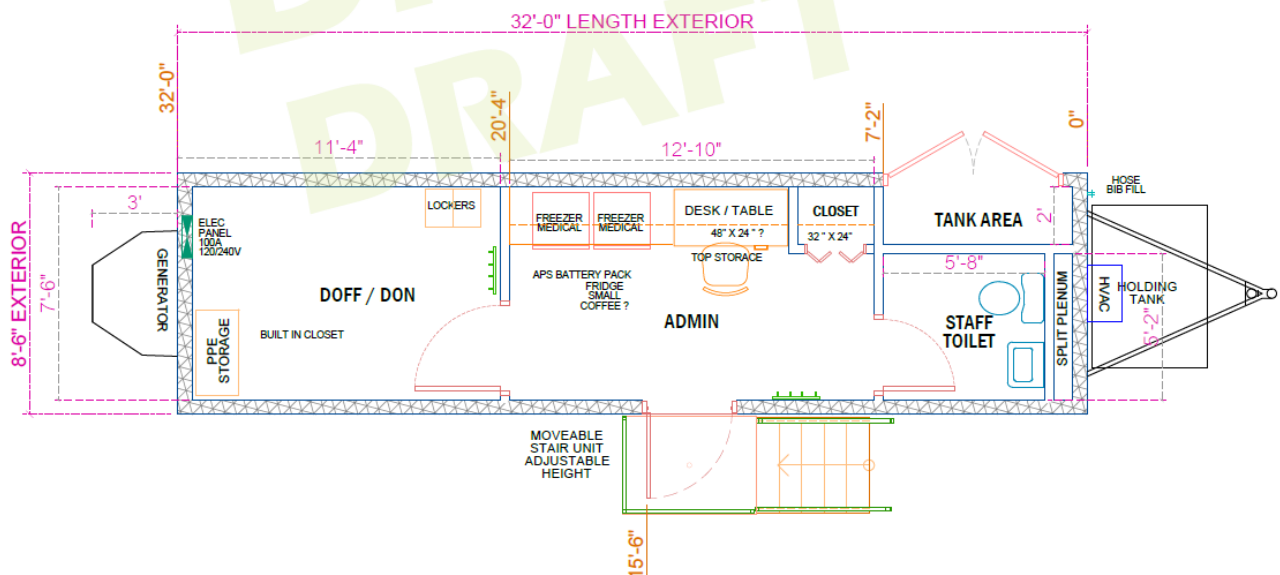 DRAFT
DRAFT
32'-0" LENGTH EXTERIOR
32'-0"
20'-4"
7'-2"
0"
11'-4"
12'-10"
HOSE
BIB FILL
3'
8'-6" EXTERIOR
7'-6"
GENERATOR
ELEC
PANEL
100A
120/240V
LOCKERS
DOFF / DON
BUILT IN CLOSET
PPE
STORAGE
FREEZER
MEDICAL
FREEZER
MEDICAL
DESK / TABLE
48" X 24" ?
TOP STORACE
CLOSET
32" X 24"
APS BATTERY PACK
FRIDGE
SMALL
COFFEE ?
ADMIN
TANK AREA
2'
5'-8"
STAFF
TOILET
SPLIT PLENUM
HVAC
HOLDING
TANK
5'-2"
MOVEABLE
STAIR UNIT
ADJUSTABLE
HEIGHT
15'-6"